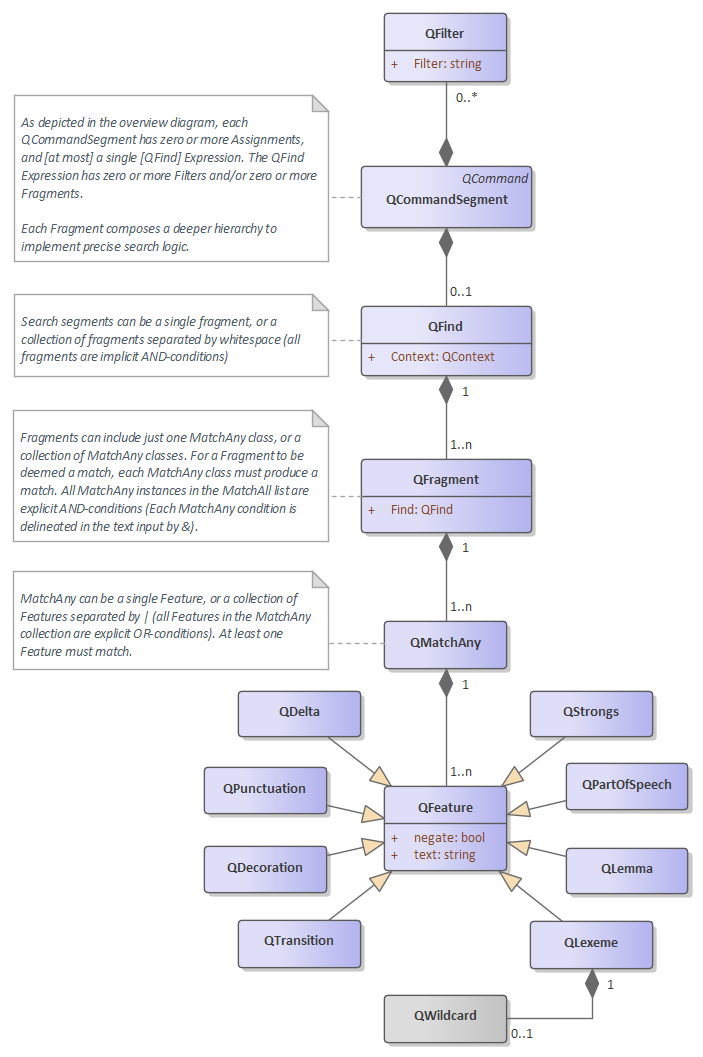 QFilter
+ Filter: string
0..*
As depicted in the overview diagram, each
QCommandSegment has zero or more Assignments,
and [at most] a single [QFind] Expression. The QFind
Expression has zero or more Filters and/or zero or more
Fragments.
Each Fragment composes a deeper hierarchy to
implement precise search logic.
QCommand
QCommandSegment
0..1
Search segments can be a single fragment, or a
collection of fragments separated by whitespace (all
fragments are implicit AND-conditions)
QFind
+ Context: QContext
1
1..n
Fragments can include just one MatchAny class, or a
collection of MatchAny classes. For a Fragment to be
deemed a match, each MatchAny class must produce a
match. All MatchAny instances in the MatchAll list are
explicit AND-conditions (Each MatchAny condition is
delineated in the text input by &).
QFragment
+ Find: QFind
1
1..n
MatchAny can be a single Feature, or a collection of
Features separated by | (all Features in the MatchAny
collection are explicit OR-conditions). At least one
Feature must match.
QMatchAny
1
1..n
QDelta
QStrongs
QPunctuation
QPartOfSpeech
QFeature
+ negate: bool
+ text: string
QDecoration
QLemma
QTransition
QLexeme
1
QWildcard
0..1